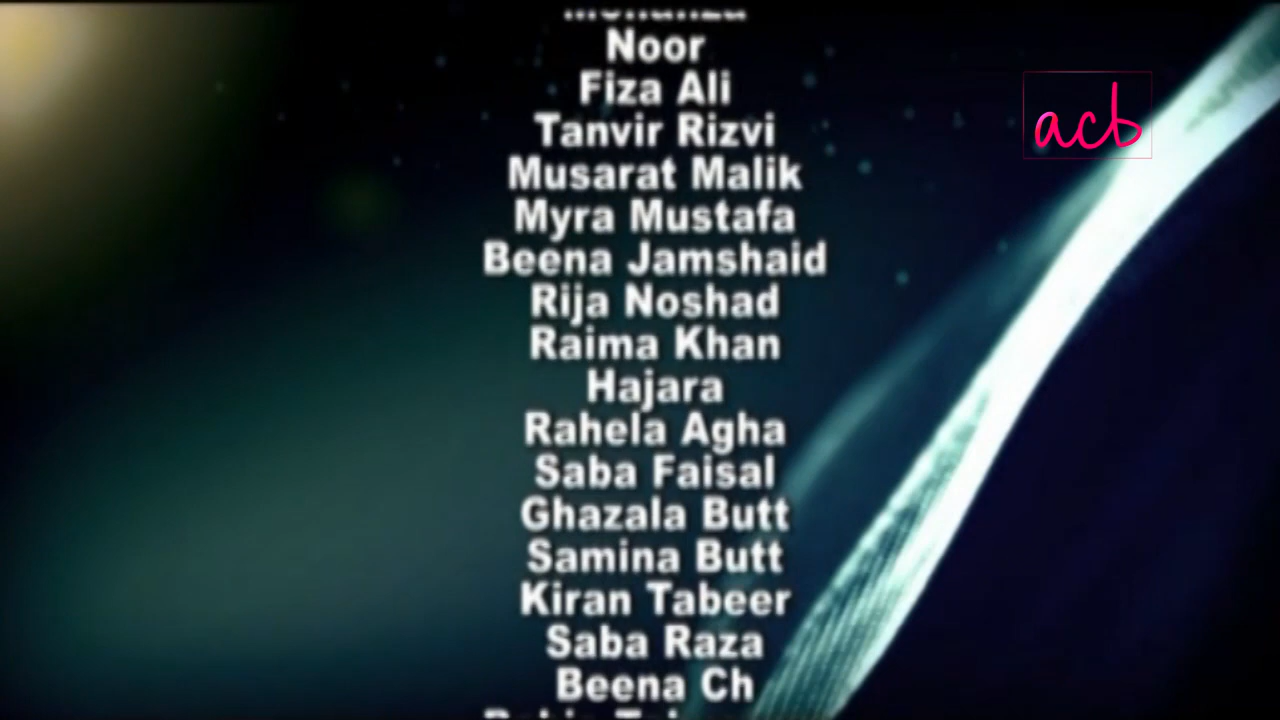 Noor
Fiza Ali
acb
Tanvir Rizvi
Musarat Malik
Myra Mustafa
Beena Jamshaid
Rija Noshad
Raima Khan
Hajara
Rahela Agha
Saba Faisal
Ghazala Butt
Samina Butt
Kiran Tabeer
Saba Raza
Beena Ch